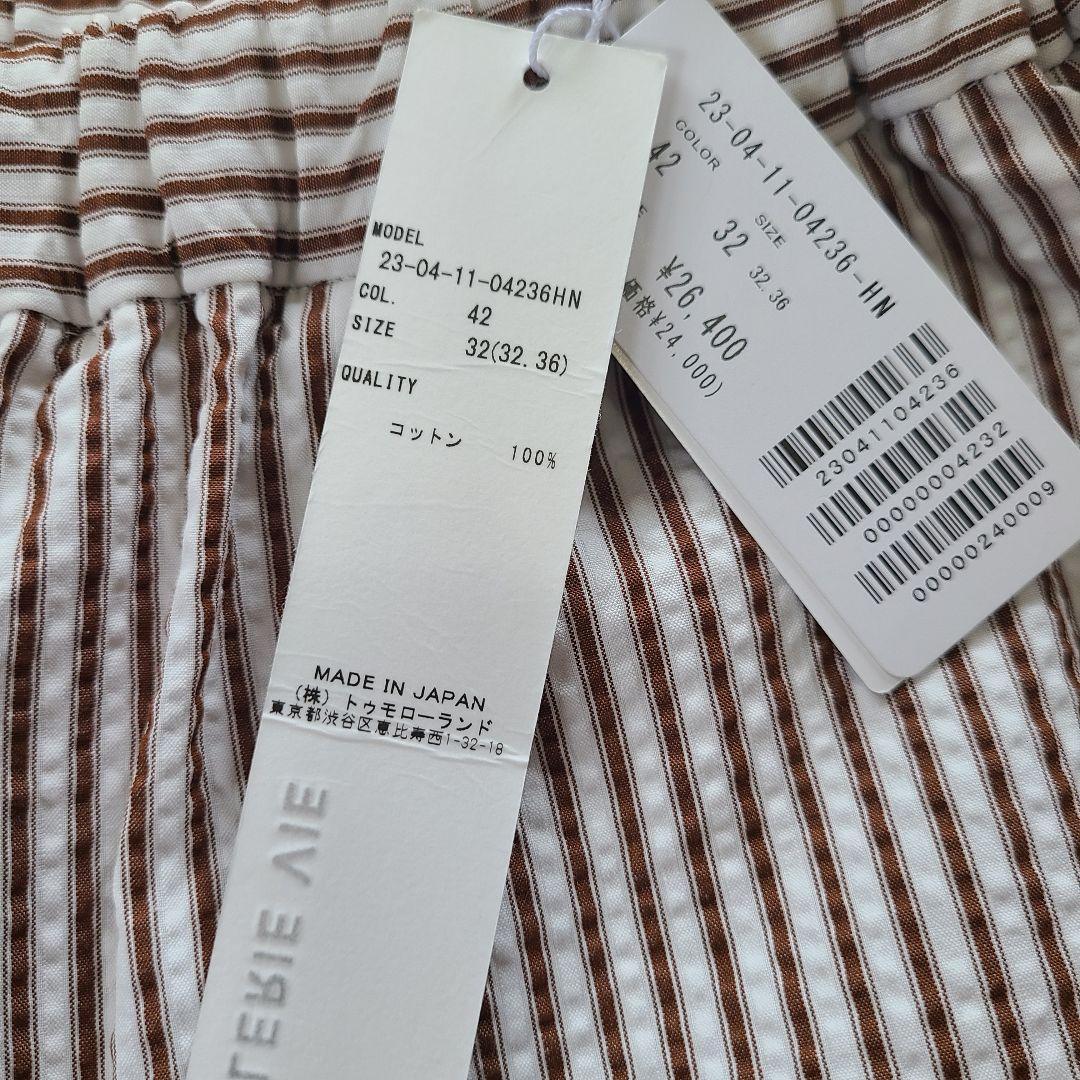 MODEL
23-04-11-04236HN
COL. 42
SIZE 32(32.36)
QUALITY
コットン 100%
MADE IN JAPAN
(株)トゥモローランド
東京都渋谷区恵比寿西1-32-18
LERIE VIE
23-04-11-04236-HN
COLOR SIZE
42 32 32.36
¥26,400
価格¥24,000)
23041104236
00000004232
0000240009